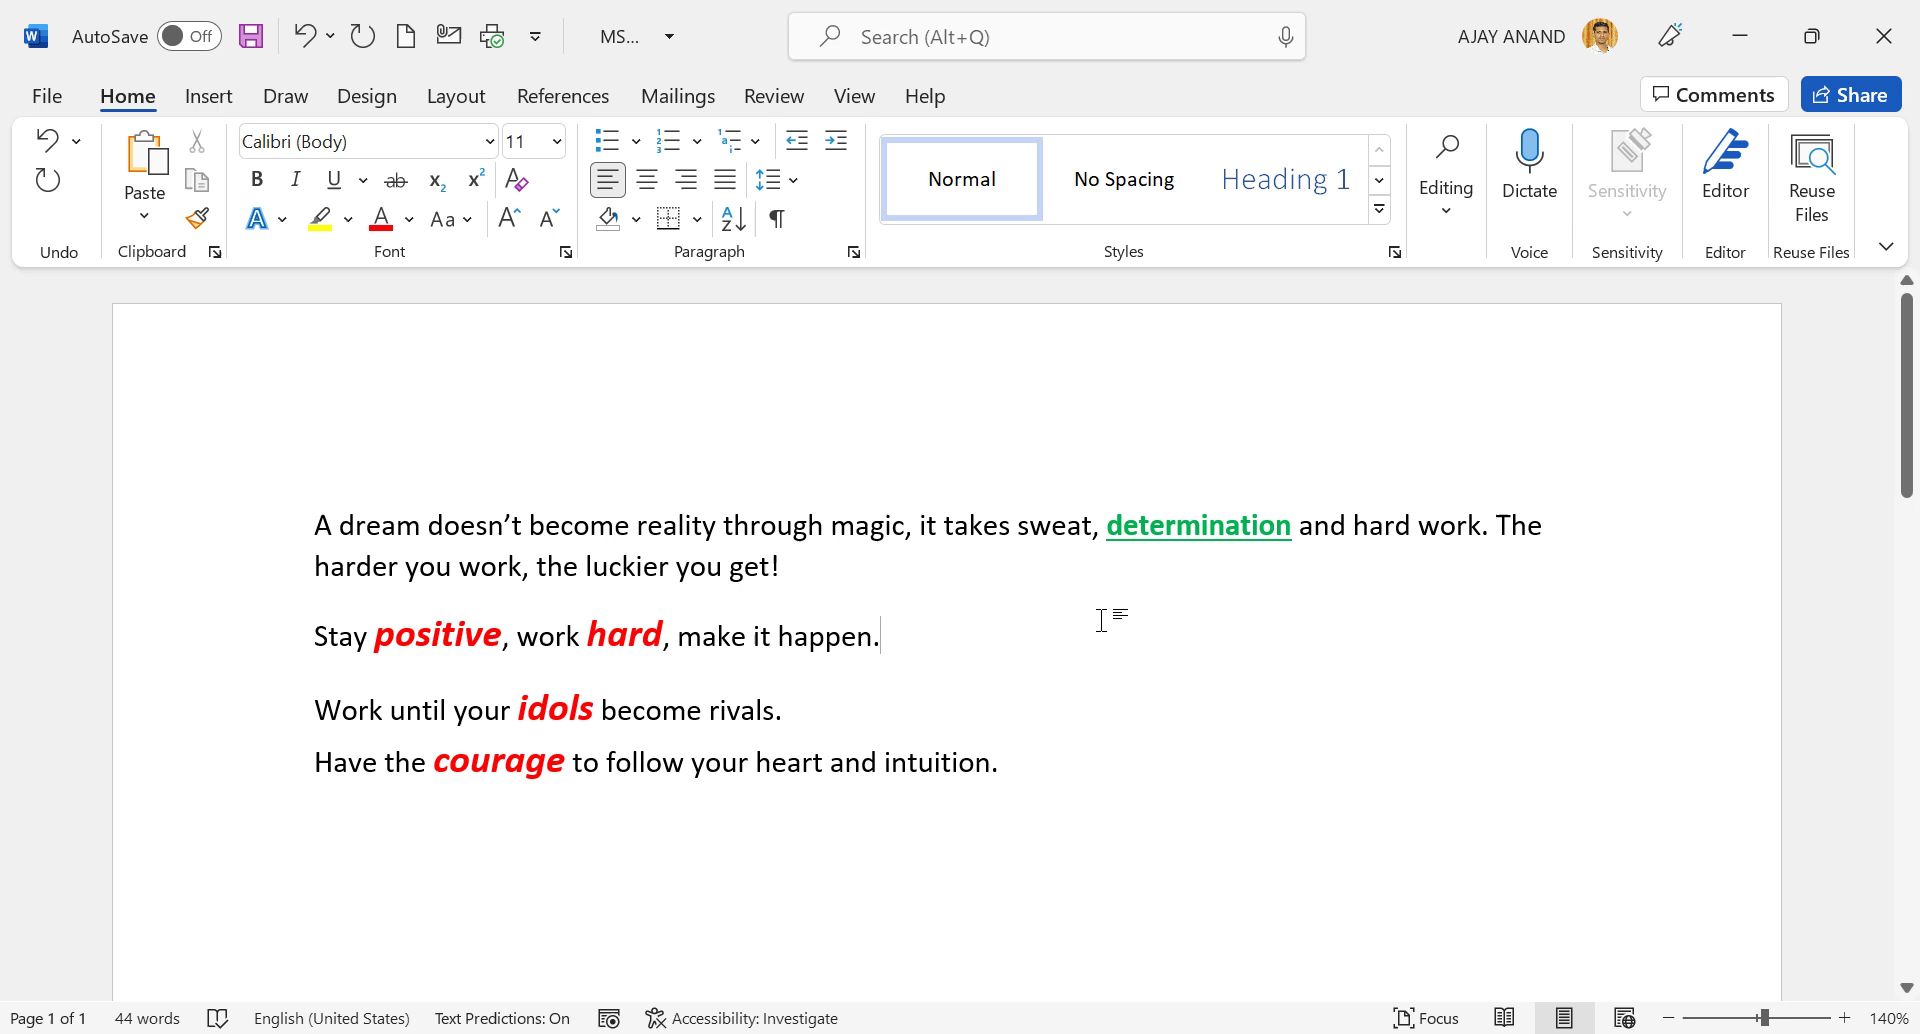 W AutoSave Off MS... Search (Alt+Q) AJAY ANAND
File Home Insert Draw Design Layout References Mailings Review View Help Comments Share
Calibri (Body) 11
Paste
B I U ab x2 x2 A
A A Aa A A
Normal No Spacing Heading 1
Editing Dictate Sensitivity Editor Reuse
Files
Undo Clipboard Font Paragraph Styles Voice Sensitivity Editor Reuse Files
A dream doesn’t become reality through magic, it takes sweat, determination and hard work. The
harder you work, the luckier you get!
Stay positive, work hard, make it happen.
Work until your idols become rivals.
Have the courage to follow your heart and intuition.
Page 1 of 1 44 words English (United States) Text Predictions: On Accessibility: Investigate Focus 140%